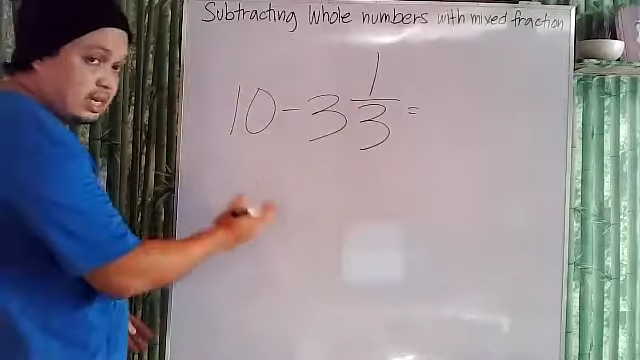 Subtracting Whole numbers with mixed fraction
10 - 3 1/3 =